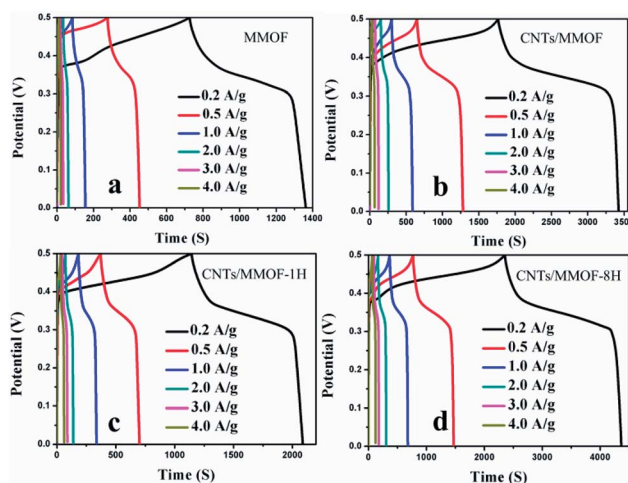 MMOF
0.5
0.4
0.3
0.2
0.1
0.0
Potential (V)
0.2 A/g
0.5 A/g
1.0 A/g
2.0 A/g
3.0 A/g
4.0 A/g
a
0 200 400 600 800 1000 1200 1400
Time (S)
CNTs/MMOF
0.5
0.4
0.3
0.2
0.1
0.0
Potential (V)
0.2 A/g
0.5 A/g
1.0 A/g
2.0 A/g
3.0 A/g
4.0 A/g
b
0 500 1000 1500 2000 2500 3000 3500
Time (S)
CNTs/MMOF-1H
0.5
0.4
0.3
0.2
0.1
0.0
Potential (V)
0.2 A/g
0.5 A/g
1.0 A/g
2.0 A/g
3.0 A/g
4.0 A/g
c
0 500 1000 1500 2000
Time (S)
CNTs/MMOF-8H
0.5
0.4
0.3
0.2
0.1
0.0
Potential (V)
0.2 A/g
0.5 A/g
1.0 A/g
2.0 A/g
3.0 A/g
4.0 A/g
d
0 1000 2000 3000 4000
Time (S)